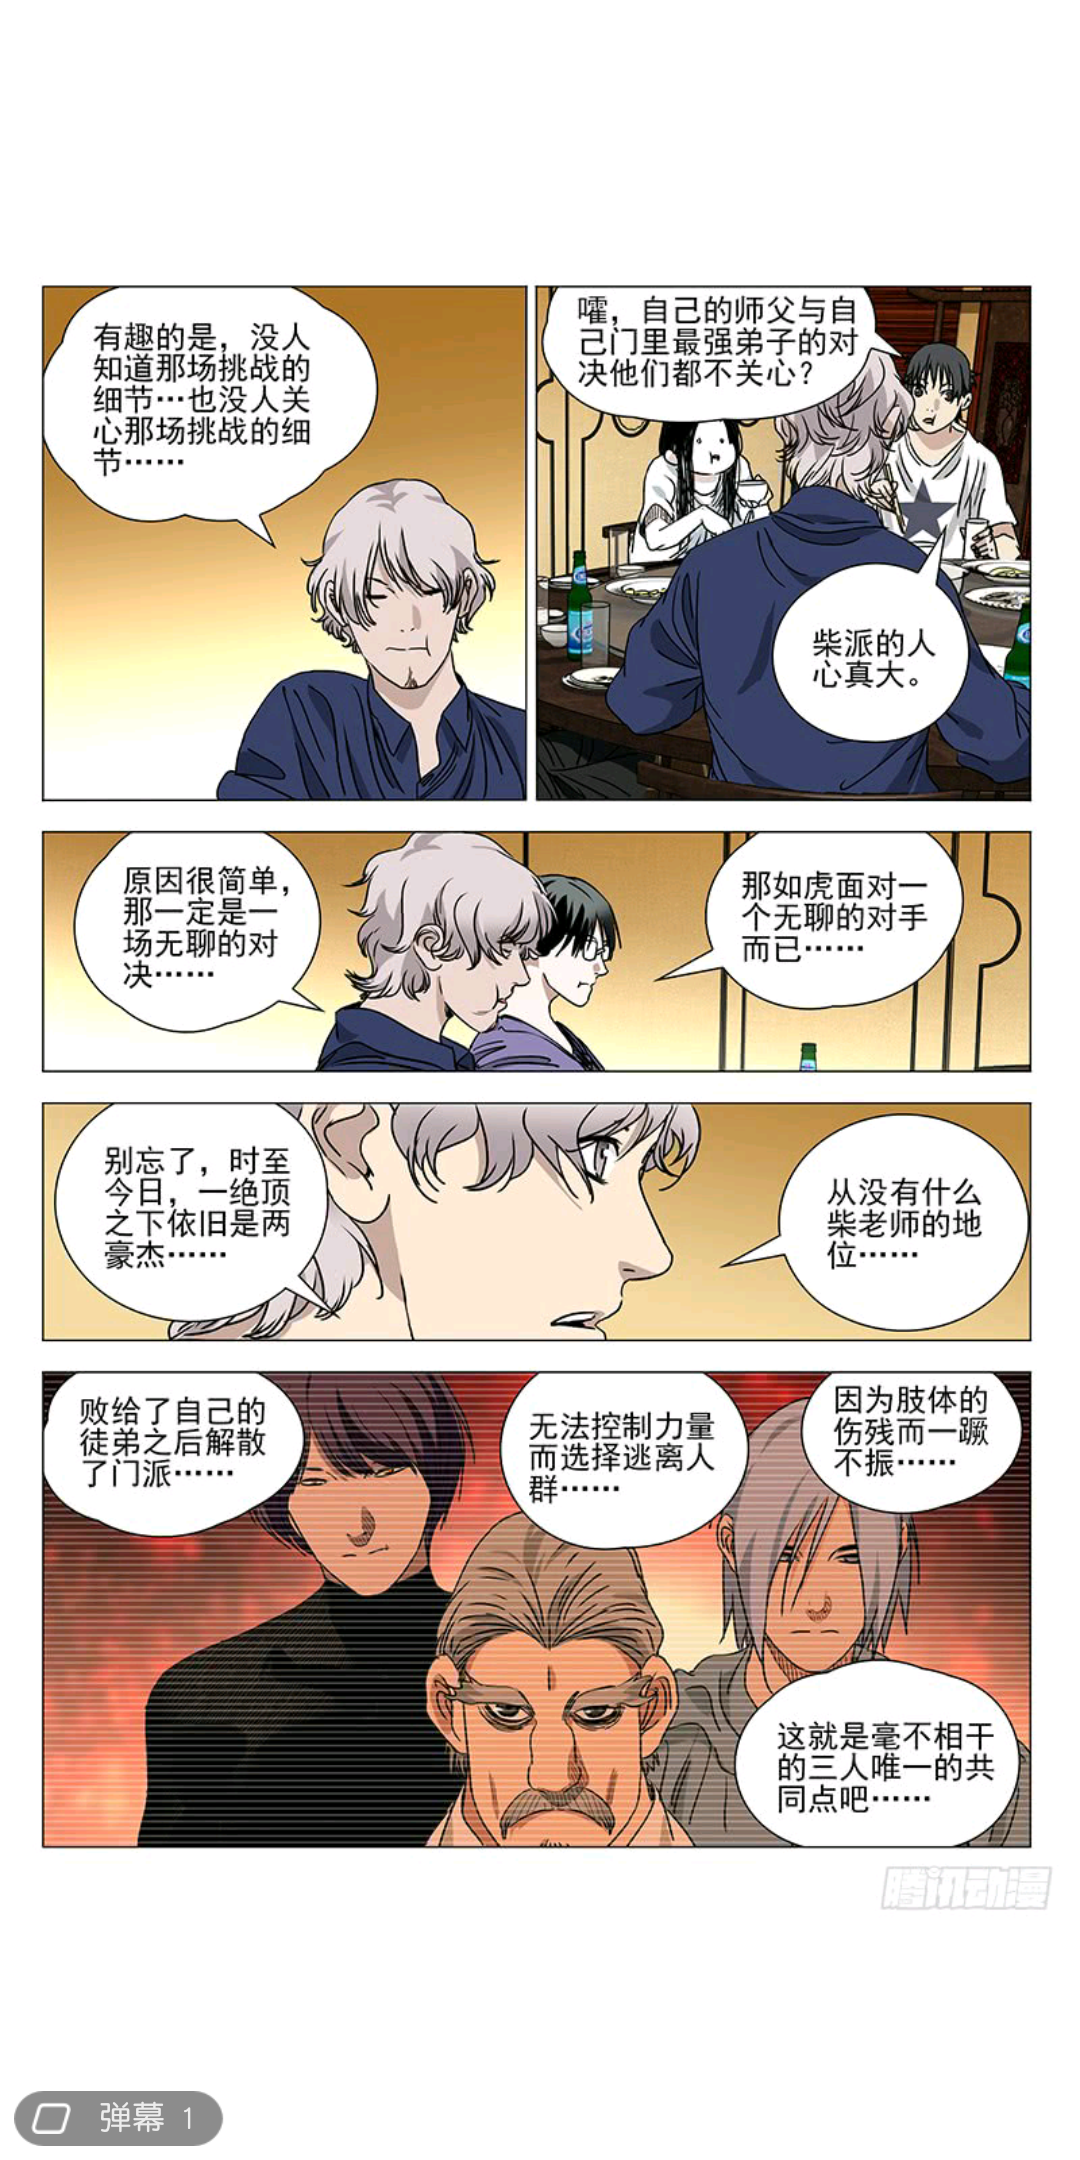 有趣的是，没人
知道那场挑战的
细节…也没人关
心那场挑战的细
节……
嚯，自己的师父与自
己门里最强弟子的对
决他们都不关心？
柴派的人
心真大。
原因很简单，
那一定是一
场无聊的对
决……
那如虎面对一
个无聊的对手
而已……
别忘了，时至
今日，一绝顶
之下依旧是两
豪杰……
从没有什么
柴老师的地
位……
败给了自己的
徒弟之后解散
了门派……
无法控制力量
而选择逃离人
群……
因为肢体的
伤残而一蹶
不振……
这就是毫不相干
的三人唯一的共
同点吧……
腾讯动漫
弹幕 1